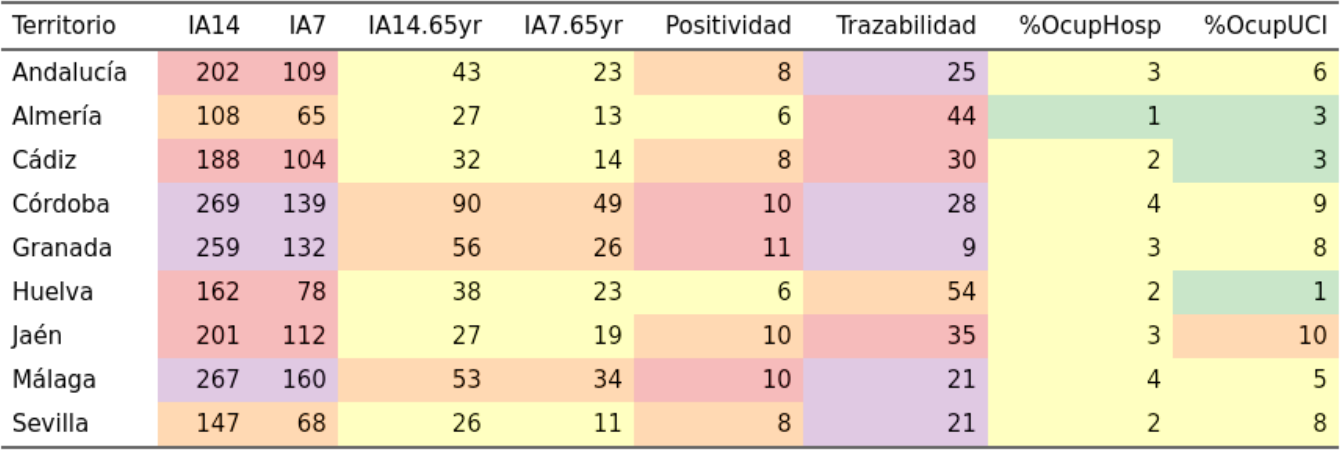 Territorio IA14 IA7 IA14.65yr IA7.65yr Positividad Trazabilidad %OcupHosp %OcupUCI
Andalucía 202 109 43 23 8 25 3 6
Almería 108 65 27 13 6 44 1 3
Cádiz 188 104 32 14 8 30 2 3
Córdoba 269 139 90 49 10 28 4 9
Granada 259 132 56 26 11 9 3 8
Huelva 162 78 38 23 6 54 2 1
Jaén 201 112 27 19 10 35 3 10
Málaga 267 160 53 34 10 21 4 5
Sevilla 147 68 26 11 8 21 2 8